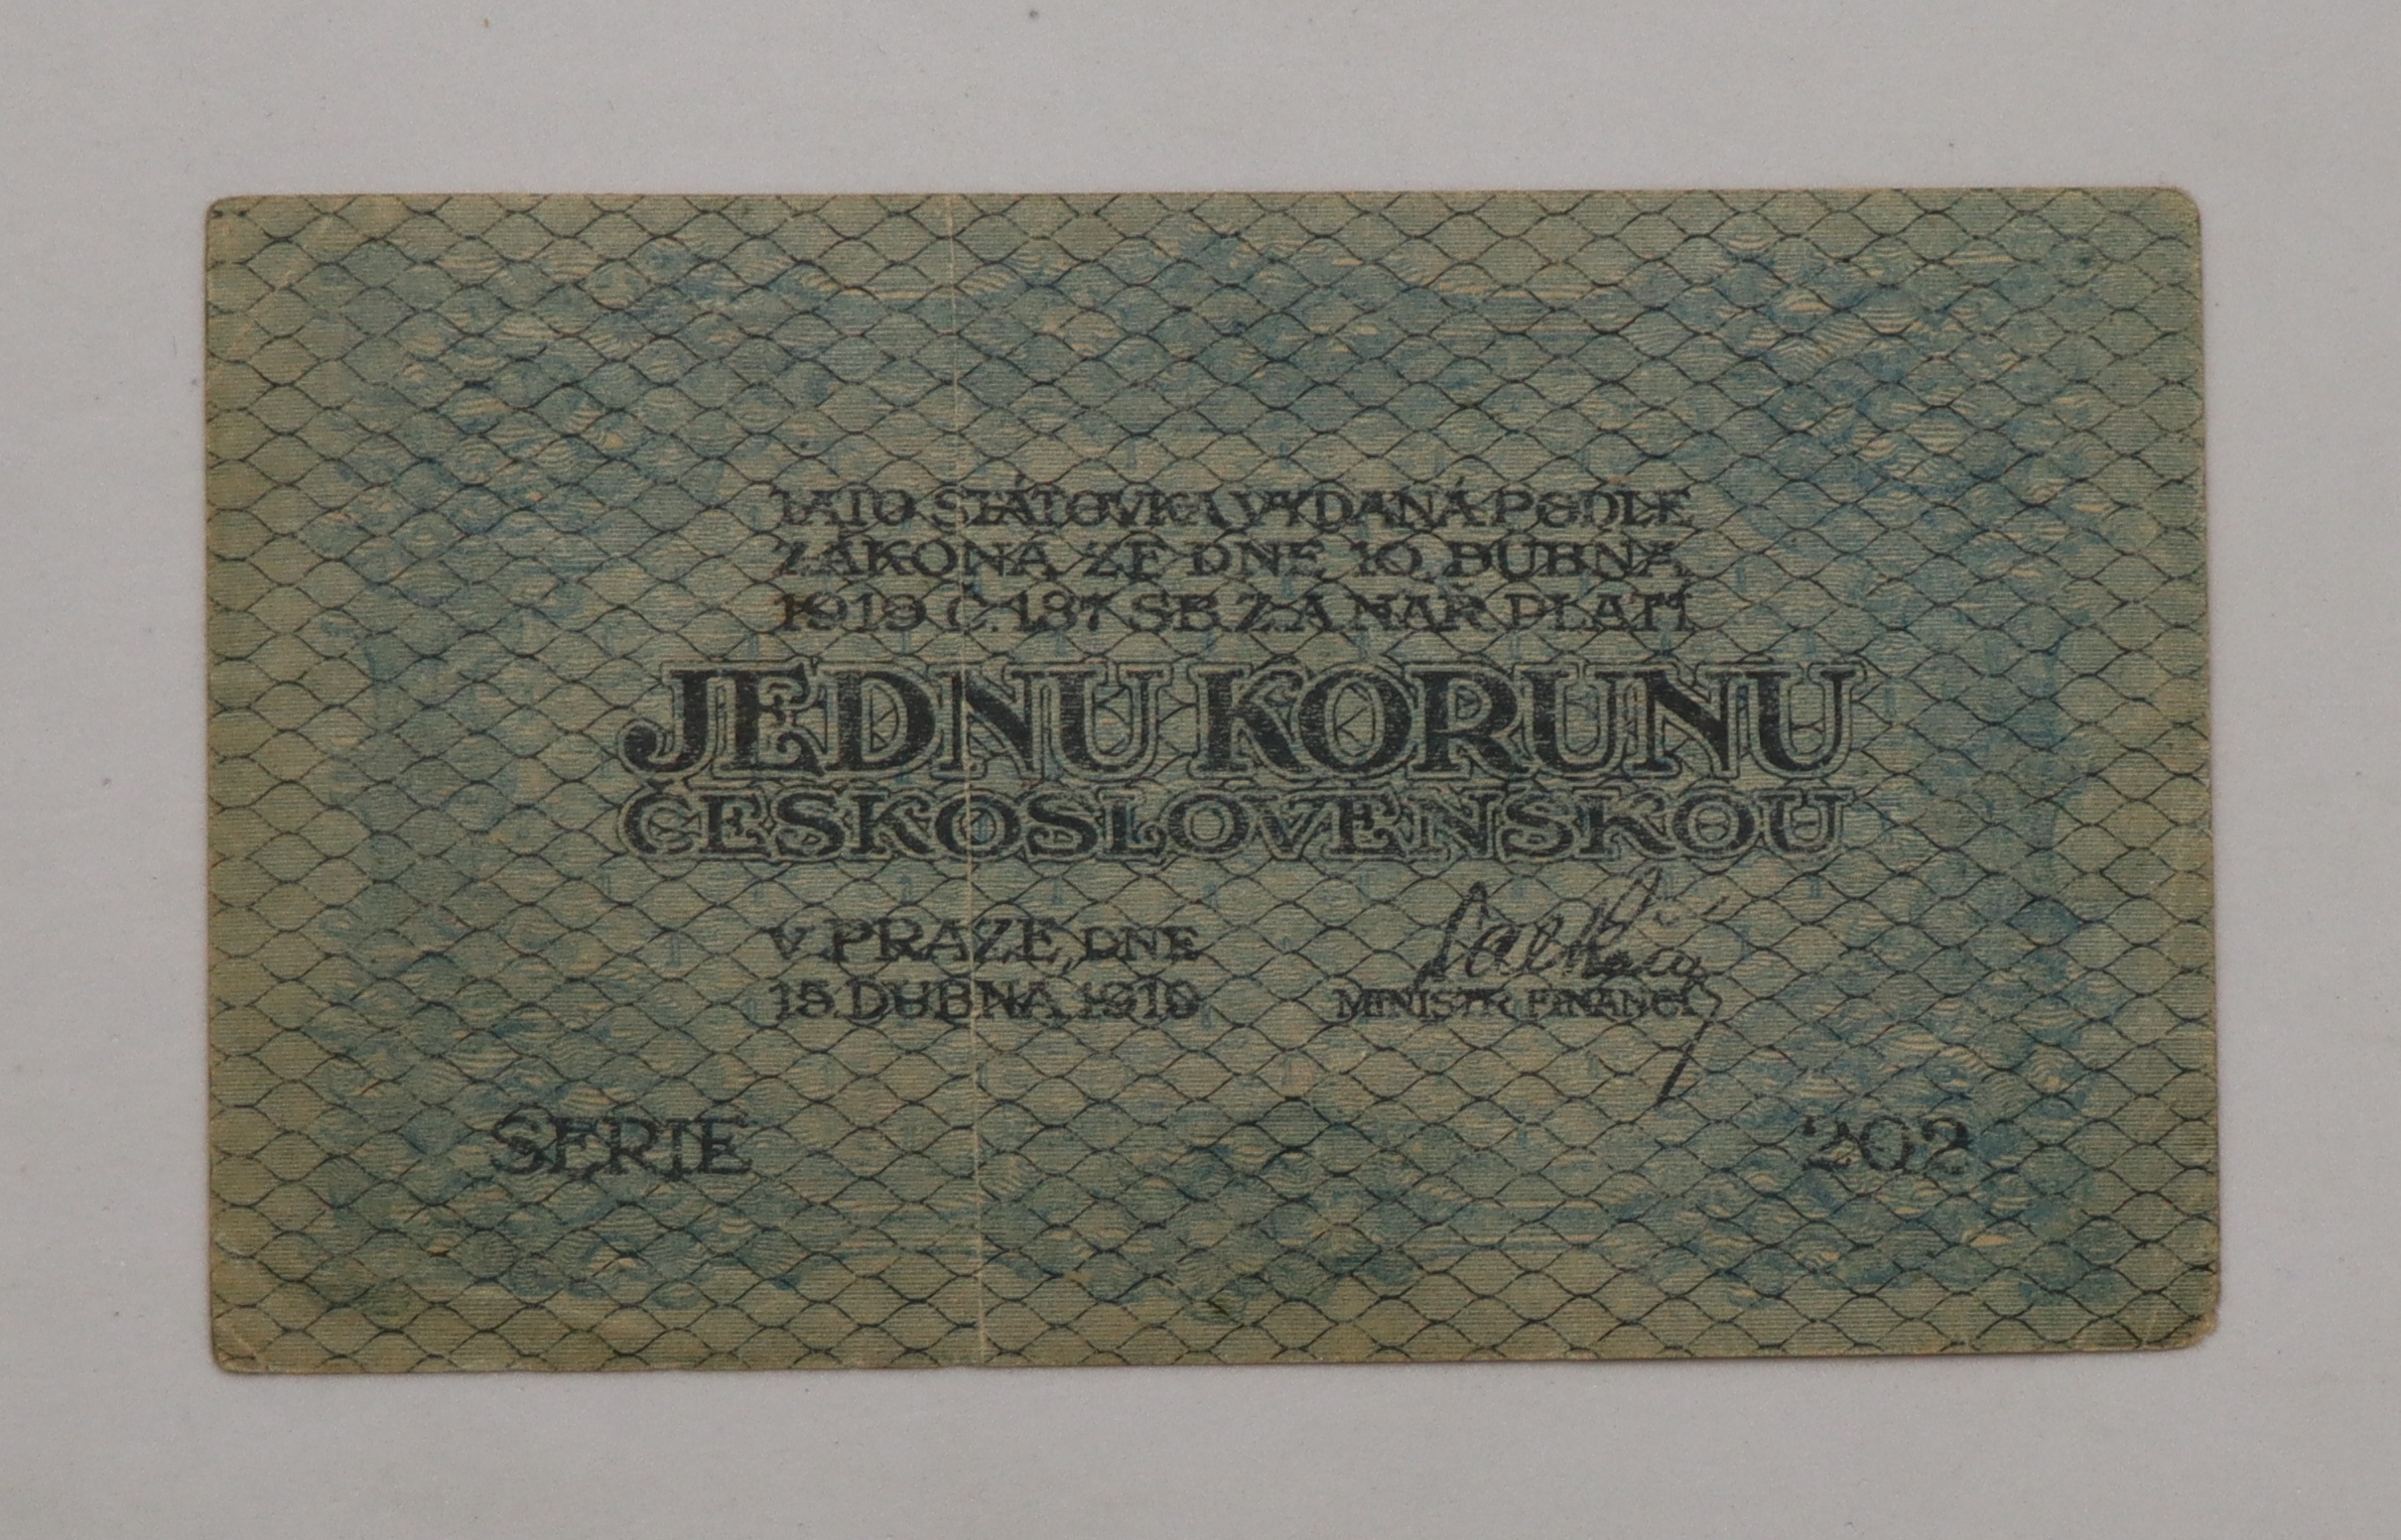 TATO STÁTOVKA VYDANÁ PODLE
ZÁKONA ZE DNE 10. DUBNA
1919 Č. 187 SB. Z. A NAR. PLATÍ
JEDNU KORUNU
ČESKOSLOVENSKOU
V PRAZE, DNE
15. DUBNA 1919
MINISTR FINANCÍ
SERIE 202